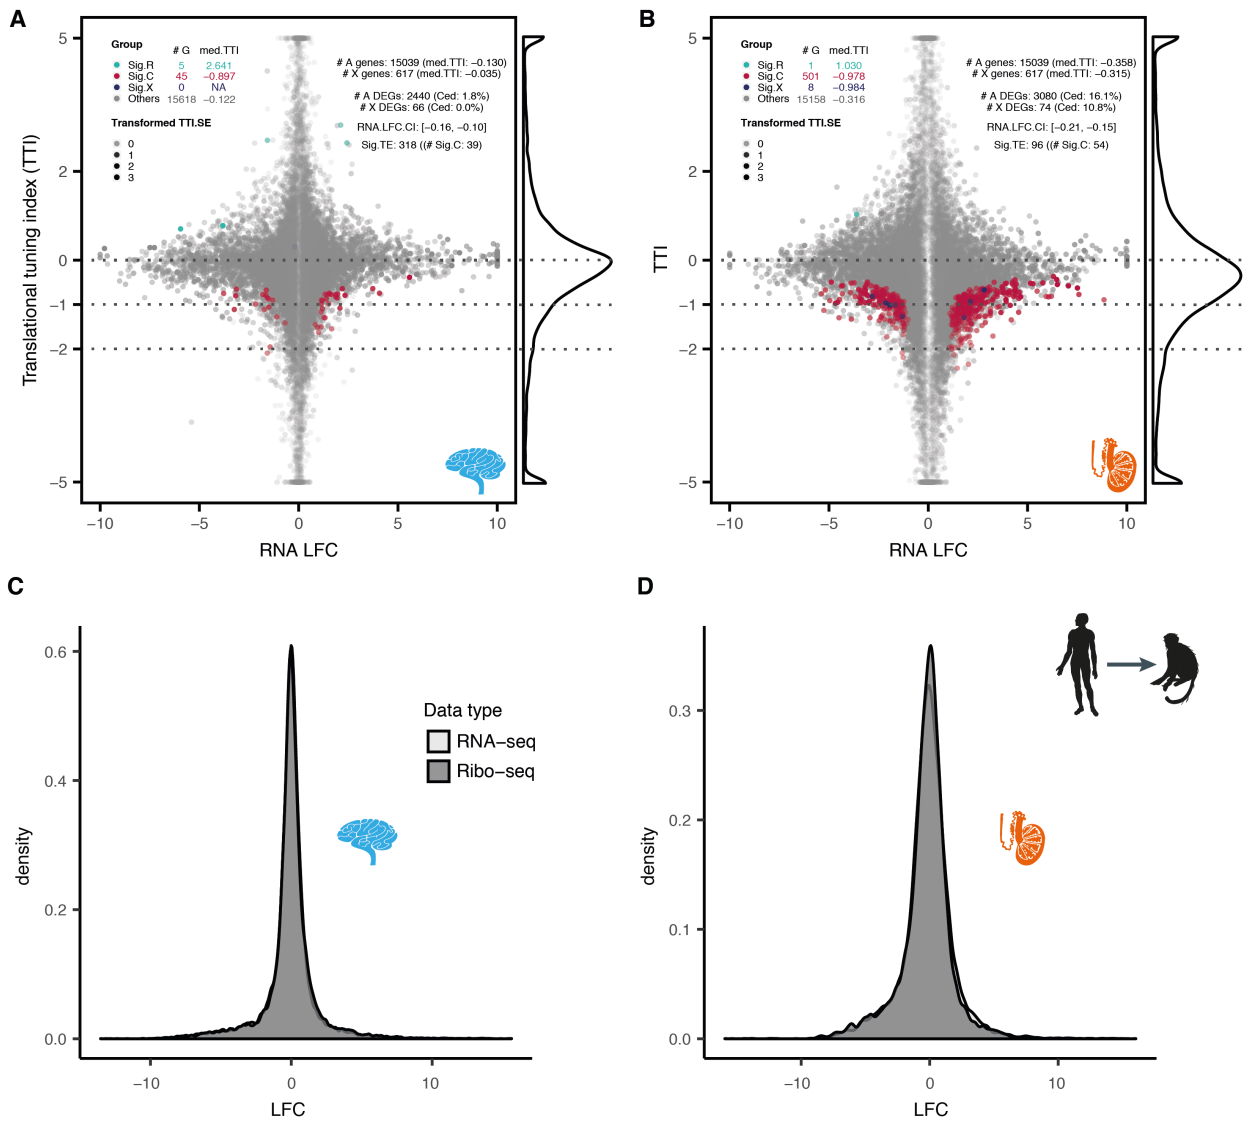 A
Group
# G med.TTI
Sig.R 5 2.641
Sig.C 45 −0.897
Sig.X 0 NA
Others 15618 −0.122
Transformed TTI.SE
0
1
2
3
# A genes: 15039 (med.TTI: −0.130)
# X genes: 617 (med.TTI: −0.035)
# A DEGs: 2440 (Ced: 1.8%)
# X DEGs: 66 (Ced: 0.0%)
RNA.LFC.CI: [−0.16, −0.10]
Sig.TE: 318 ((# Sig.C: 39)
Translational tuning index (TTI)
5
2
0
−1
−2
−5
−10 −5 0 5 10
RNA LFC
B
Group
# G med.TTI
Sig.R 1 1.030
Sig.C 501 −0.978
Sig.X 8 −0.984
Others 15158 −0.316
Transformed TTI.SE
0
1
2
3
# A genes: 15039 (med.TTI: −0.358)
# X genes: 617 (med.TTI: −0.315)
# A DEGs: 3080 (Ced: 16.1%)
# X DEGs: 74 (Ced: 10.8%)
RNA.LFC.CI: [−0.21, −0.15]
Sig.TE: 96 ((# Sig.C: 54)
TTI
5
2
0
−1
−2
−5
−10 −5 0 5 10
RNA LFC
C
density
0.6
0.4
0.2
0.0
Data type
RNA−seq
Ribo−seq
−10 0 10
LFC
D
density
0.3
0.2
0.1
0.0
−10 0 10
LFC